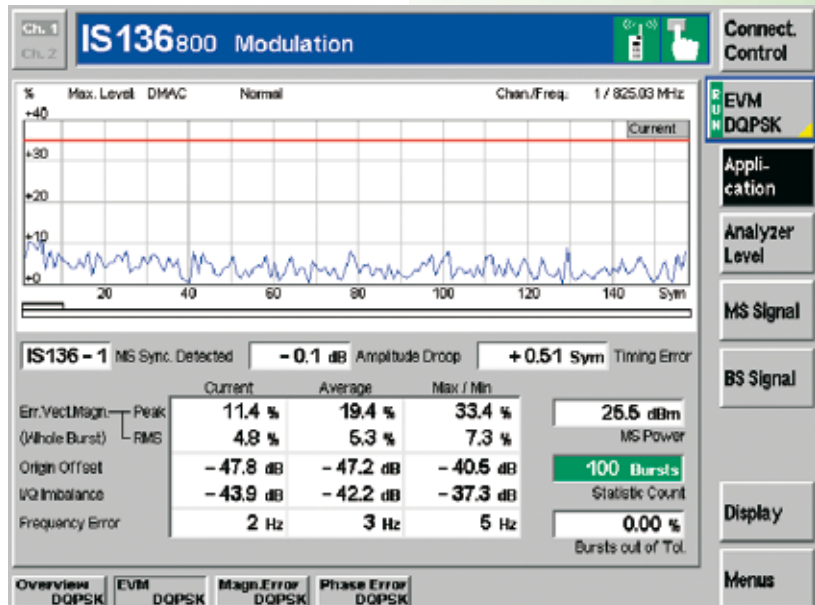 Ch. 1
Ch. 2
IS136800 Modulation
Connect. Control
% Max. Level: DMAC Normal Chan./Freq.: 1 / 825.03 MHz
+40
Current
+30
+20
+10
+0
20 40 60 80 100 120 140 Sym
RUN
EVM DQPSK
Appli-
cation
Analyzer Level
MS Signal
BS Signal
IS136 – 1 MS Sync. Detected – 0.1 dB Amplitude Droop + 0.51 Sym Timing Error
Current Average Max / Min
Err.Vect.Magn. Peak 11.4 % 19.4 % 33.4 % 25.5 dBm
(Whole Burst) RMS 4.8 % 5.3 % 7.3 % MS Power
Origin Offset – 47.8 dB – 47.2 dB – 40.5 dB 100 Bursts
I/Q Imbalance – 43.9 dB – 42.2 dB – 37.3 dB Statistic Count
Frequency Error 2 Hz 3 Hz 5 Hz 0.00 %
Bursts out of Tol.
Display
Menus
Overview DQPSK
EVM DQPSK
Magn.Error DQPSK
Phase Error DQPSK